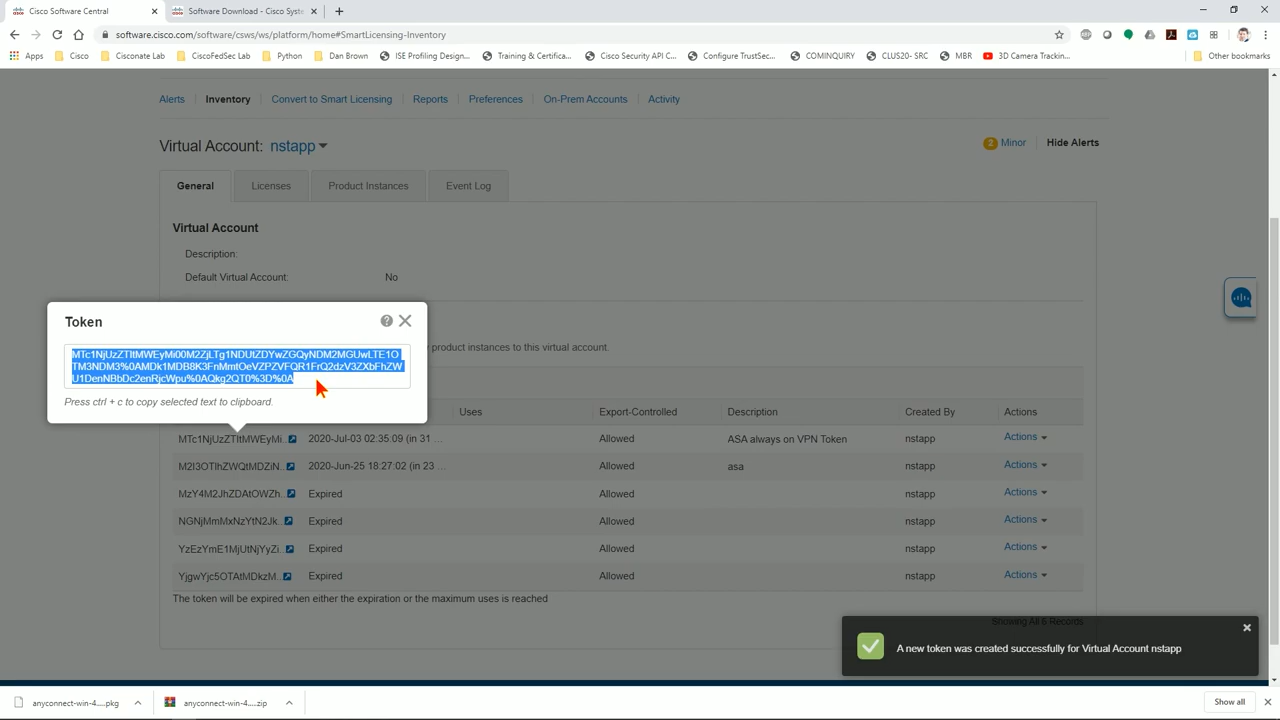 Cisco Software Central
Software Download - Cisco Syste
software.cisco.com/software/csws/ws/platform/home#SmartLicensing-Inventory
Apps Cisco Cisconate Lab CiscoFedSec Lab Python Dan Brown ISE Profiling Design... Training & Certifica... Cisco Security API C... Configure TrustSec... COMINQUIRY CLUS20- SRC MBR 3D Camera Trackin... Other bookmarks
Alerts Inventory Convert to Smart Licensing Reports Preferences On-Prem Accounts Activity
Virtual Account: nstapp
2 Minor Hide Alerts
General Licenses Product Instances Event Log
Virtual Account
Description:
Default Virtual Account: No
Token
product instances to this virtual account.
Press ctrl + c to copy selected text to clipboard.
Uses Export-Controlled Description Created By Actions
MTc1NjUzZTItMWEyMi... 2020-Jul-03 02:35:09 (in 31 ... Allowed ASA always on VPN Token nstapp Actions
M2I3OTlhZWQtMDZiN... 2020-Jun-25 18:27:02 (in 23 ... Allowed asa nstapp Actions
MzY4M2JhZDAtOWZh... Expired Allowed nstapp Actions
NGNjMmMxNzYtN2Jk... Expired Allowed nstapp Actions
YzEzYmE1MjUtNjYyZi... Expired Allowed nstapp Actions
YjgwYjc5OTAtMDkzM... Expired Allowed nstapp Actions
The token will be expired when either the expiration or the maximum uses is reached
Showing All 6 Records
A new token was created successfully for Virtual Account nstapp
anyconnect-win-4.....pkg anyconnect-win-4.....zip Show all